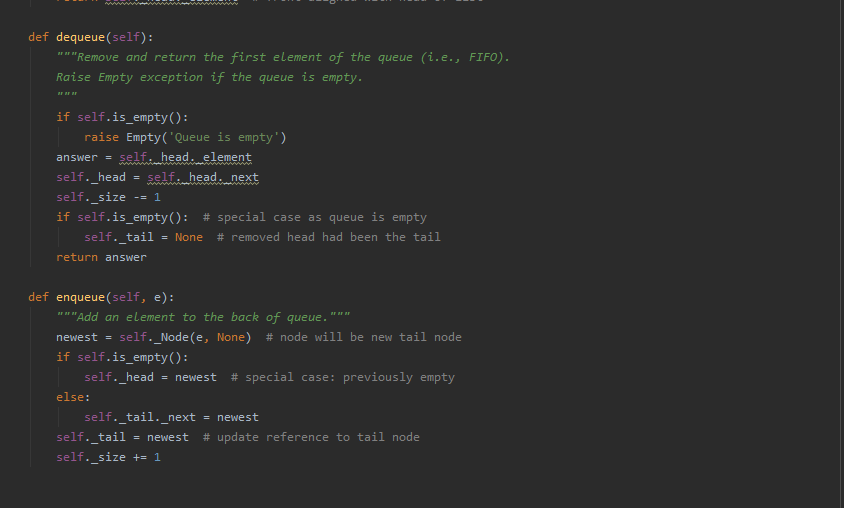 def dequeue(self):
    """Remove and return the first element of the queue (i.e., FIFO).
    Raise Empty exception if the queue is empty.
    """
    if self.is_empty():
        raise Empty('Queue is empty')
    answer = self._head._element
    self._head = self._head._next
    self._size -= 1
    if self.is_empty():  # special case as queue is empty
        self._tail = None  # removed head had been the tail
    return answer

def enqueue(self, e):
    """Add an element to the back of queue."""
    newest = self._Node(e, None)  # node will be new tail node
    if self.is_empty():
        self._head = newest  # special case: previously empty
    else:
        self._tail._next = newest
    self._tail = newest  # update reference to tail node
    self._size += 1